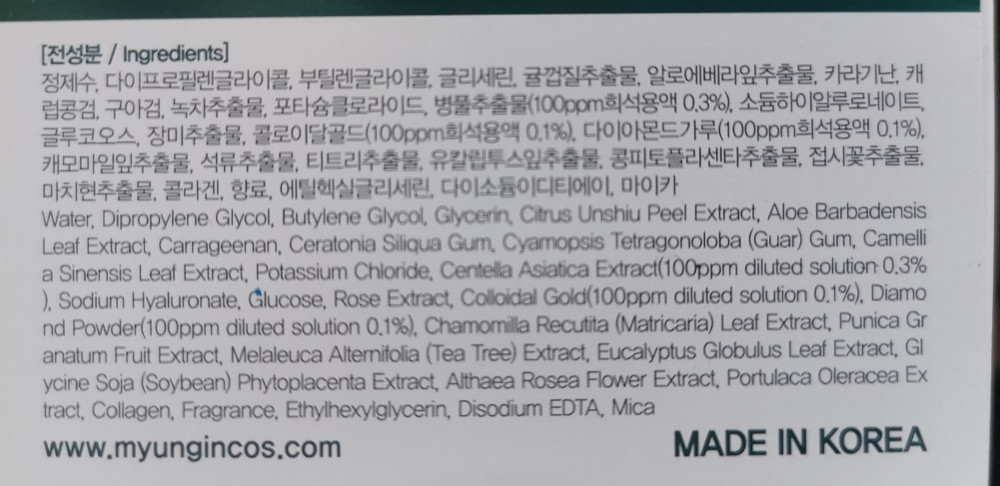 [전성분 / Ingredients]
정제수, 다이프로필렌글라이콜, 부틸렌글라이콜, 글리세린, 귤껍질추출물, 알로에베라잎추출물, 카라기난, 캐
럽콩검, 구아검, 녹차추출물, 포타슘클로라이드, 병풀추출물(100ppm희석용액 0.3%), 소듐하이알루로네이트,
글루코오스, 장미추출물, 콜로이달골드(100ppm희석용액 0.1%), 다이아몬드가루(100ppm희석용액 0.1%),
캐모마일잎추출물, 석류추출물, 티트리추출물, 유칼립투스잎추출물, 콩피토플라센타추출물, 접시꽃추출물,
마치현추출물, 콜라겐, 향료, 에틸헥실글리세린, 다이소듐이디티에이, 마이카
Water, Dipropylene Glycol, Butylene Glycol, Glycerin, Citrus Unshiu Peel Extract, Aloe Barbadensis
Leaf Extract, Carrageenan, Ceratonia Siliqua Gum, Cyamopsis Tetragonoloba (Guar) Gum, Camelli
a Sinensis Leaf Extract, Potassium Chloride, Centella Asiatica Extract(100ppm diluted solution 0.3%
), Sodium Hyaluronate, Glucose, Rose Extract, Colloidal Gold(100ppm diluted solution 0.1%), Diamo
nd Powder(100ppm diluted solution 0.1%), Chamomilla Recutita (Matricaria) Leaf Extract, Punica Gr
anatum Fruit Extract, Melaleuca Alternifolia (Tea Tree) Extract, Eucalyptus Globulus Leaf Extract, Gl
ycine Soja (Soybean) Phytoplacenta Extract, Althaea Rosea Flower Extract, Portulaca Oleracea Ex
tract, Collagen, Fragrance, Ethylhexylglycerin, Disodium EDTA, Mica
www.myungincos.com
MADE IN KOREA